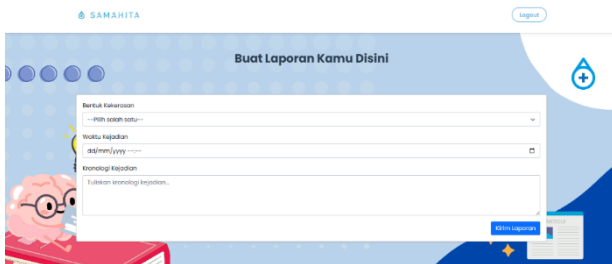 SAMAHITA
Logout
Buat Laporan Kamu Disini
Bentuk Kekerasan
--Pilih salah satu--
Waktu Kejadian
dd/mm/yyyy --:--
Kronologi Kejadian
Tuliskan kronologi kejadian...
Kirim Laporan